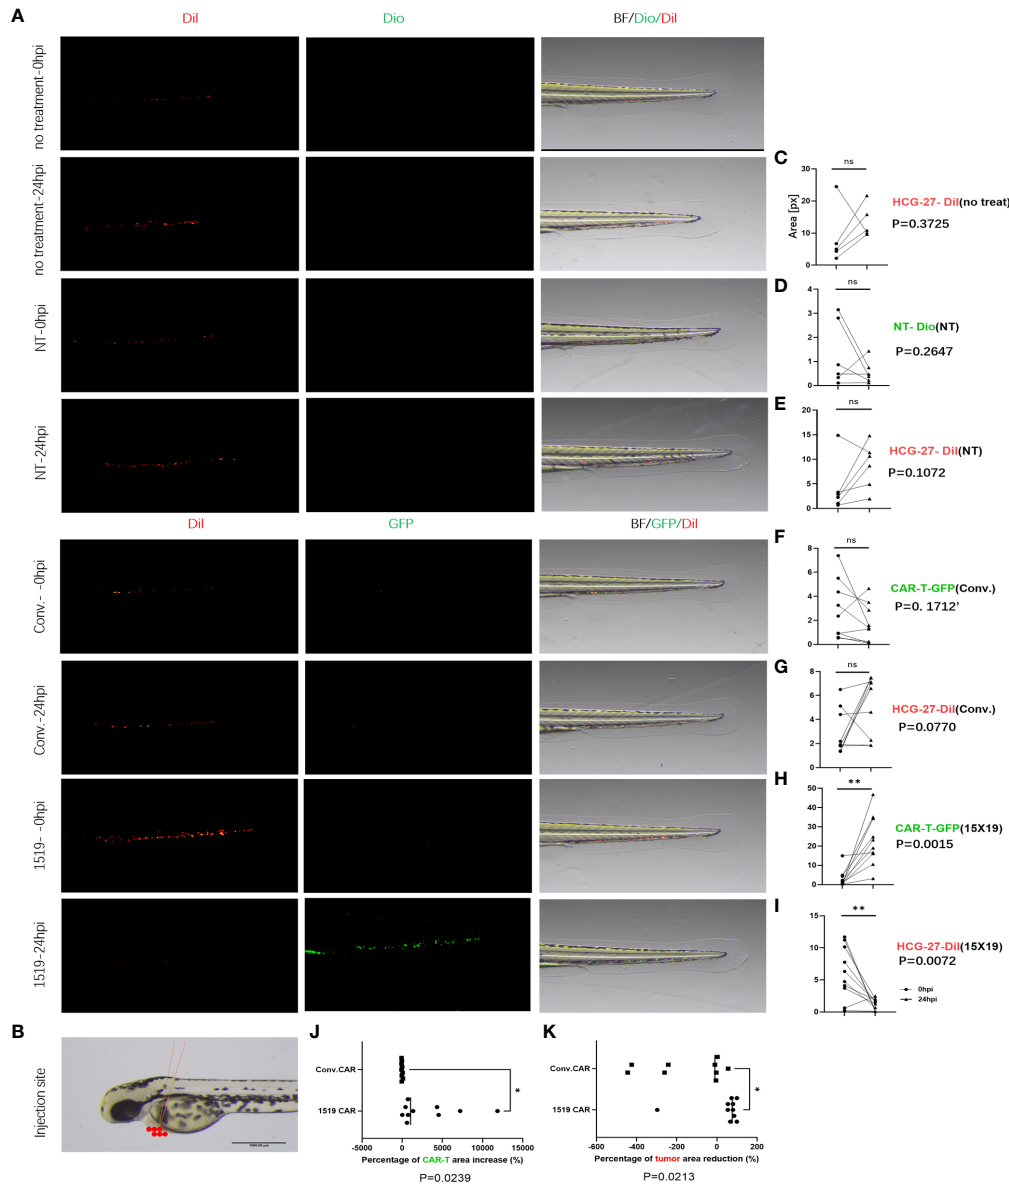 A
DiI
Dio
BF/Dio/DiI
no treatment-0hpi
no treatment-24hpi
NT-0hpi
NT-24hpi
DiI
GFP
BF/GFP/DiI
Conv.- -0hpi
Conv.-24hpi
1519- -0hpi
1519-24hpi
C
ns
30
20
10
0
Area [px]
HCG-27- DiI(no treat)
P=0.3725
D
ns
4
3
2
1
0
NT- Dio(NT)
P=0.2647
E
ns
20
15
10
5
0
HCG-27- DiI(NT)
P=0.1072
F
ns
8
6
4
2
0
CAR-T-GFP(Conv.)
P=0. 1712'
G
ns
8
6
4
2
0
HCG-27-DiI(Conv.)
P=0.0770
H
**
50
40
30
20
10
0
CAR-T-GFP(15X19)
P=0.0015
I
**
15
10
5
0
HCG-27-DiI(15X19)
P=0.0072
0hpi
24hpi
B
Injection site
J
Conv.CAR
1519 CAR
*
-5000 0 5000 10000 15000
Percentage of CAR-T area increase (%)
P=0.0239
K
Conv.CAR
1519 CAR
*
-600 -400 -200 0 200
Percentage of tumor area reduction (%)
P=0.0213